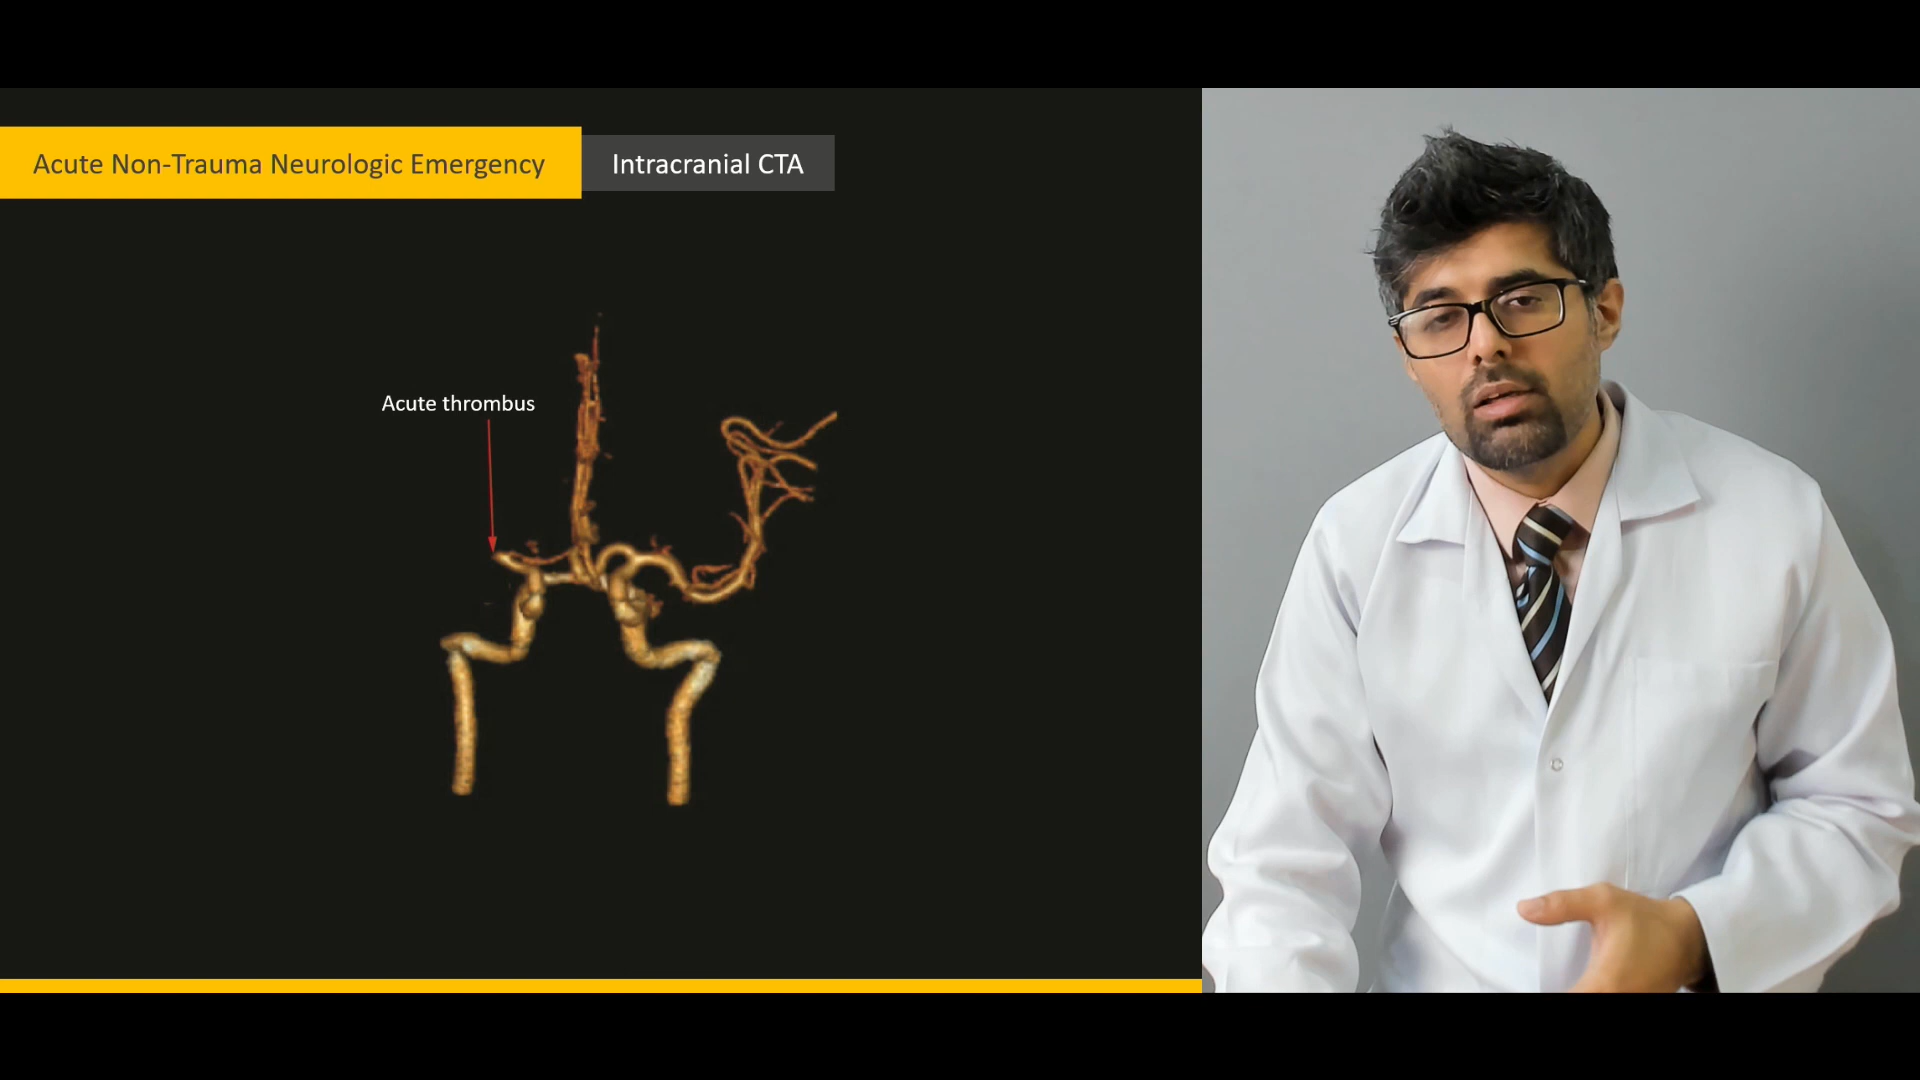 Acute Non-Trauma Neurologic Emergency
Intracranial CTA
Acute thrombus